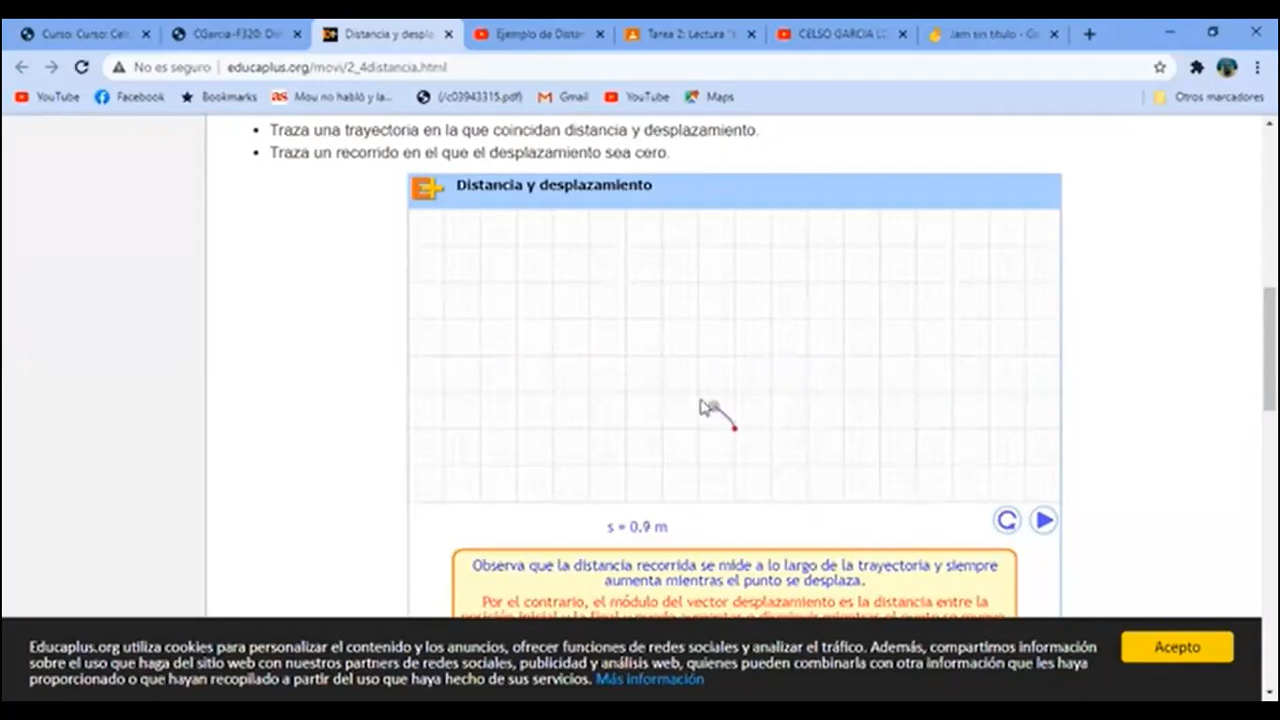 Curso: Curso: Cel
CGarcia-F320: Di
Distancia y despla
Ejemplo de Distan
Tarea 2: Lectura "
CELSO GARCIA
Jam sin título -
No es seguro | educaplus.org/movi/2_4distancia.html
YouTube Facebook Bookmarks Mou no habló y la... (/c03943315.pdf) Gmail YouTube Maps Otros marcadores
• Traza una trayectoria en la que coincidan distancia y desplazamiento.
• Traza un recorrido en el que el desplazamiento sea cero.
Distancia y desplazamiento
s = 0.9 m
Observa que la distancia recorrida se mide a lo largo de la trayectoria y siempre
aumenta mientras el punto se desplaza.
Por el contrario, el módulo del vector desplazamiento es la distancia entre la
Educaplus.org utiliza cookies para personalizar el contenido y los anuncios, ofrecer funciones de redes sociales y analizar el tráfico. Además, compartimos información
sobre el uso que haga del sitio web con nuestros partners de redes sociales, publicidad y análisis web, quienes pueden combinarla con otra información que les haya
proporcionado o que hayan recopilado a partir del uso que haya hecho de sus servicios. Más información
Acepto